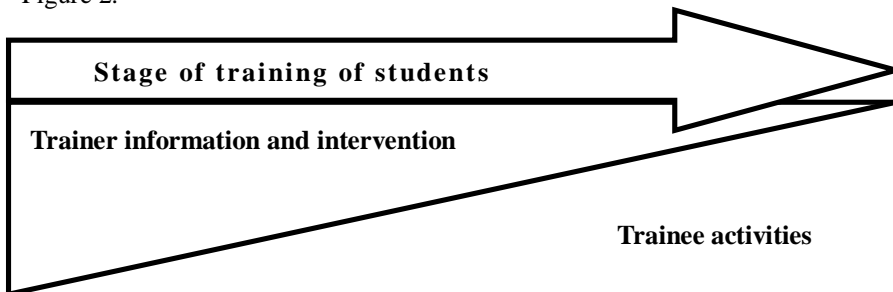 Figure 2.
Stage of training of students
Trainer information and intervention
Trainee activities